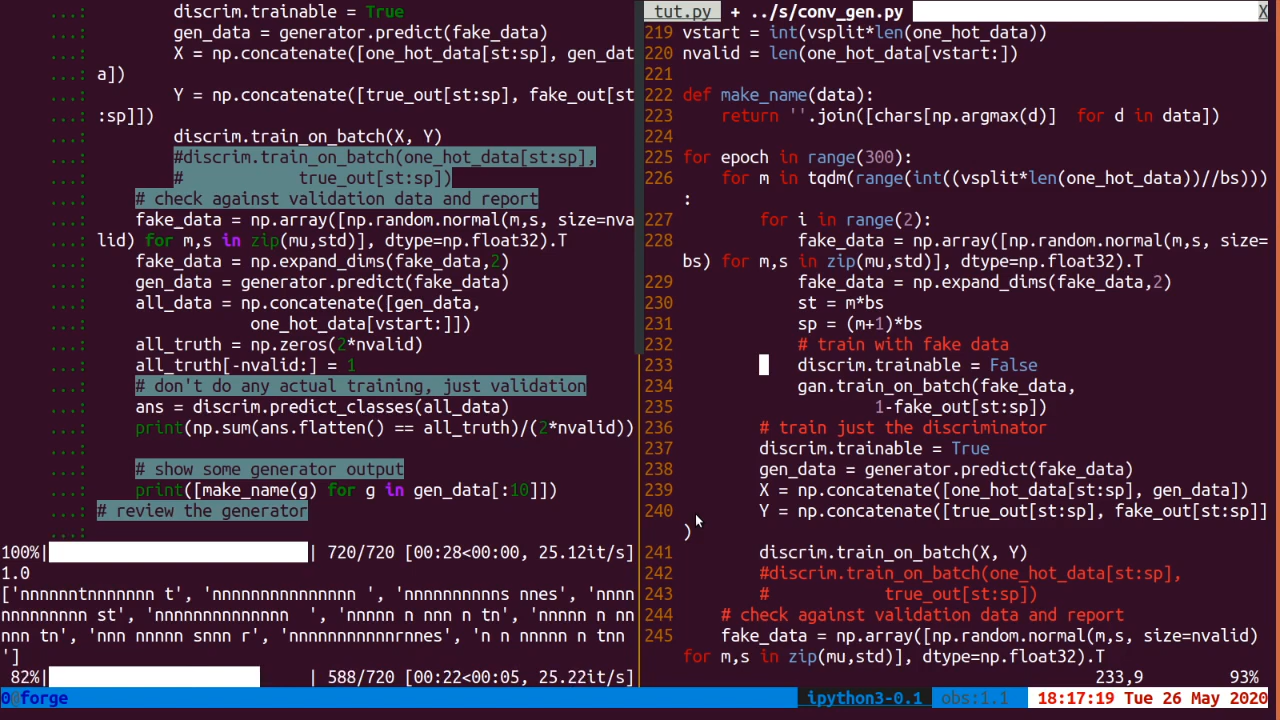 ...:         discrim.trainable = True
...:         gen_data = generator.predict(fake_data)
...:         X = np.concatenate([one_hot_data[st:sp], gen_dat
...: a])
...:         Y = np.concatenate([true_out[st:sp], fake_out[st
...: :sp]])
...:         discrim.train_on_batch(X, Y)
...:         #discrim.train_on_batch(one_hot_data[st:sp],
...:         #            true_out[st:sp])
...:     # check against validation data and report
...:     fake_data = np.array([np.random.normal(m,s, size=nva
...: lid) for m,s in zip(mu,std)], dtype=np.float32).T
...:     fake_data = np.expand_dims(fake_data,2)
...:     gen_data = generator.predict(fake_data)
...:     all_data = np.concatenate([gen_data,
...:                 one_hot_data[vstart:]])
...:     all_truth = np.zeros(2*nvalid)
...:     all_truth[-nvalid:] = 1
...:     # don't do any actual training, just validation
...:     ans = discrim.predict_classes(all_data)
...:     print(np.sum(ans.flatten() == all_truth)/(2*nvalid))
...:
...:     # show some generator output
...:     print([make_name(g) for g in gen_data[:10]])
...: # review the generator
...:
100%| | 720/720 [00:28<00:00, 25.12it/s]
1.0
['nnnnnntnnnnnnn t', 'nnnnnnnnnnnnnnn ', 'nnnnnnnnnnns nnes', 'nnnn
nnnnnnnnn st', 'nnnnnnnnnnnnnn  ', 'nnnnn n nnn n tn', 'nnnnn n nn
nnn tn', 'nnn nnnnn snnn r', 'nnnnnnnnnnnrnnes', 'n n nnnnn n tnn
']
82%| | 588/720 [00:22<00:05, 25.22it/s]
0@forge
tut.py + ../s/conv_gen.py X
219 vstart = int(vsplit*len(one_hot_data))
220 nvalid = len(one_hot_data[vstart:])
221
222 def make_name(data):
223     return ''.join([chars[np.argmax(d)]  for d in data])
224
225 for epoch in range(300):
226     for m in tqdm(range(int((vsplit*len(one_hot_data))//bs)))
:
227         for i in range(2):
228             fake_data = np.array([np.random.normal(m,s, size=
bs) for m,s in zip(mu,std)], dtype=np.float32).T
229             fake_data = np.expand_dims(fake_data,2)
230             st = m*bs
231             sp = (m+1)*bs
232             # train with fake data
233             discrim.trainable = False
234             gan.train_on_batch(fake_data,
235                     1-fake_out[st:sp])
236         # train just the discriminator
237         discrim.trainable = True
238         gen_data = generator.predict(fake_data)
239         X = np.concatenate([one_hot_data[st:sp], gen_data])
240         Y = np.concatenate([true_out[st:sp], fake_out[st:sp]]
)
241         discrim.train_on_batch(X, Y)
242         #discrim.train_on_batch(one_hot_data[st:sp],
243         #            true_out[st:sp])
244     # check against validation data and report
245     fake_data = np.array([np.random.normal(m,s, size=nvalid)
for m,s in zip(mu,std)], dtype=np.float32).T
233,9 93%
ipython3-0.1 obs:1.1 18:17:19 Tue 26 May 2020